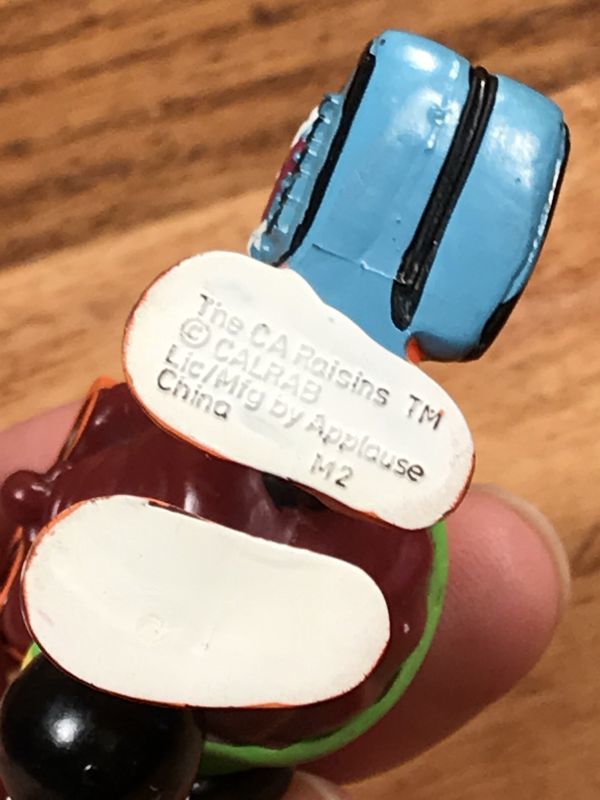 The CA Raisins TM
© CALRAB
Lic/Mfg by Applause
China
M2